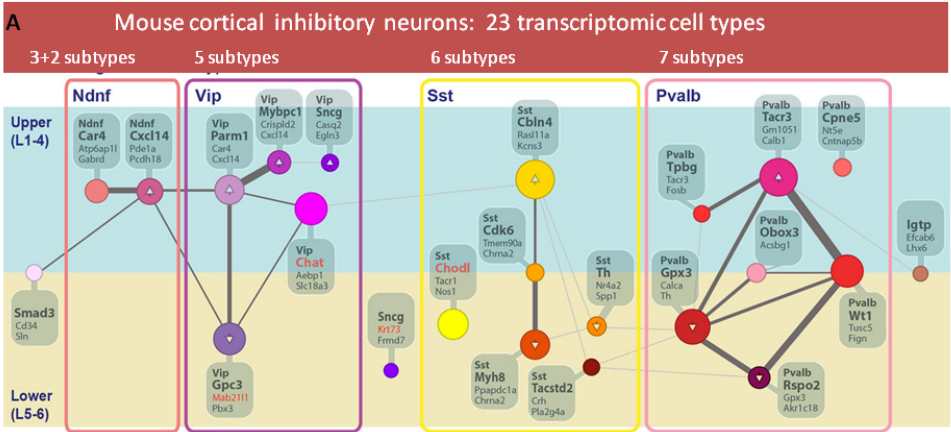 A
Mouse cortical inhibitory neurons: 23 transcriptomic cell types
3+2 subtypes
5 subtypes
6 subtypes
7 subtypes
Ndnf
Vip
Sst
Pvalb
Upper
(L1-4)
Ndnf
Car4
Atp6ap1l
Gabrd
Ndnf
Cxcl14
Pde1a
Pcdh18
Vip
Parm1
Car4
Cxcl14
Vip
Mybpc1
Crispld2
Cxcl14
Vip
Sncg
Casq2
Egln3
Vip
Chat
Aebp1
Slc18a3
Sst
Cbln4
Rasl11a
Kcns3
Sst
Cdk6
Tmem90a
Chrna2
Sst
Chodl
Tacr1
Nos1
Sst
Th
Nr4a2
Spp1
Pvalb
Tacr3
Gm1051
Calb1
Pvalb
Cpne5
Nt5e
Cntnap5b
Pvalb
Tpbg
Tacr3
Fosb
Pvalb
Obox3
Acsbg1
Pvalb
Gpx3
Calca
Th
Igtp
Efcab6
Lhx6
Smad3
Cd34
Sln
Sncg
Krt73
Frmd7
Pvalb
Wt1
Tusc5
Fign
Vip
Gpc3
Mab21l1
Pbx3
Sst
Myh8
Ppapdc1a
Chrna2
Sst
Tacstd2
Crh
Pla2g4a
Pvalb
Rspo2
Gpx3
Akr1c18
Lower
(L5-6)